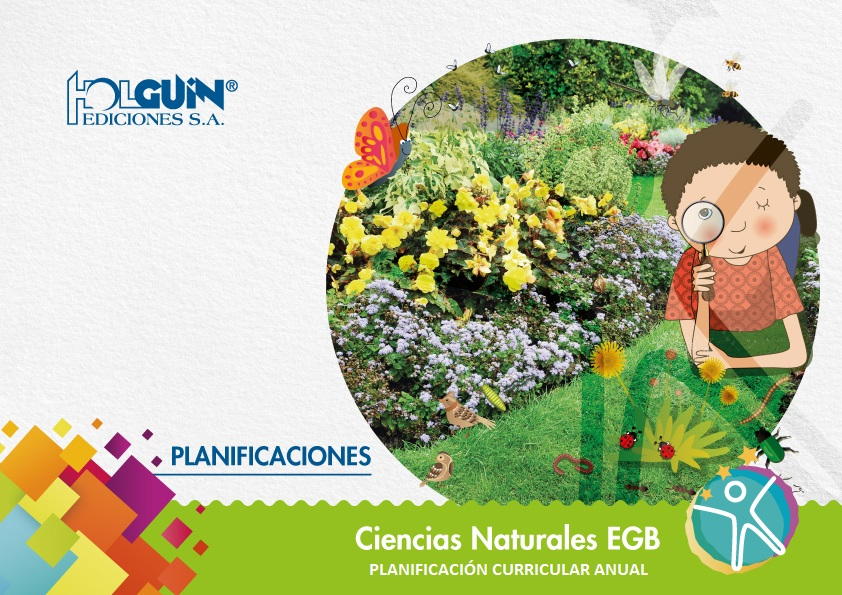 HOLGUIN®
EDICIONES S.A.
PLANIFICACIONES
Ciencias Naturales EGB
PLANIFICACIÓN CURRICULAR ANUAL